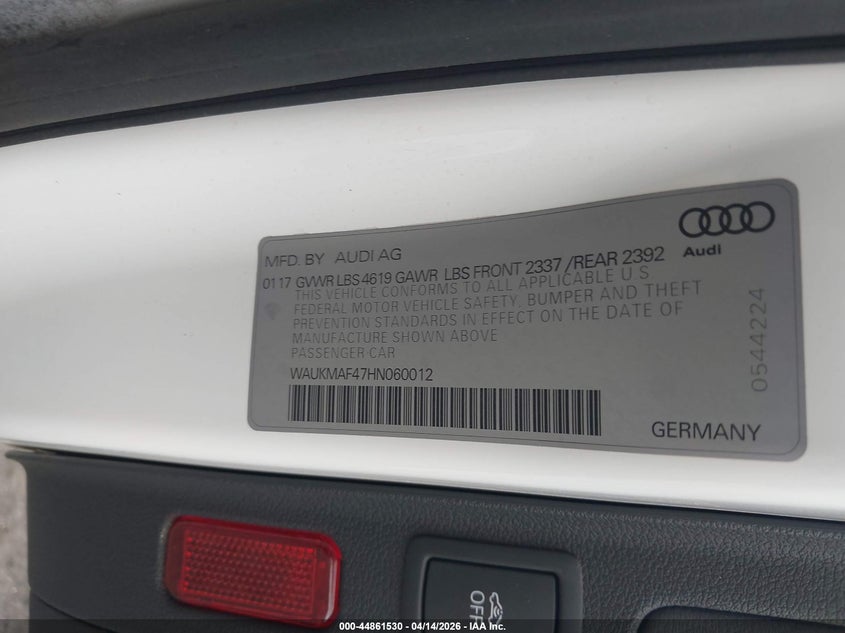 MFD. BY AUDI AG
Audi
01 17 GVWR LBS 4619 GAWR LBS FRONT 2337 /REAR 2392
THIS VEHICLE CONFORMS TO ALL APPLICABLE U S
FEDERAL MOTOR VEHICLE SAFETY, BUMPER AND THEFT
PREVENTION STANDARDS IN EFFECT ON THE DATE OF
MANUFACTURE SHOWN ABOVE
PASSENGER CAR
WAUKMAF47HN060012
0544224
GERMANY
OFF
000-44861530 - 04/14/2026 - © IAA Inc.